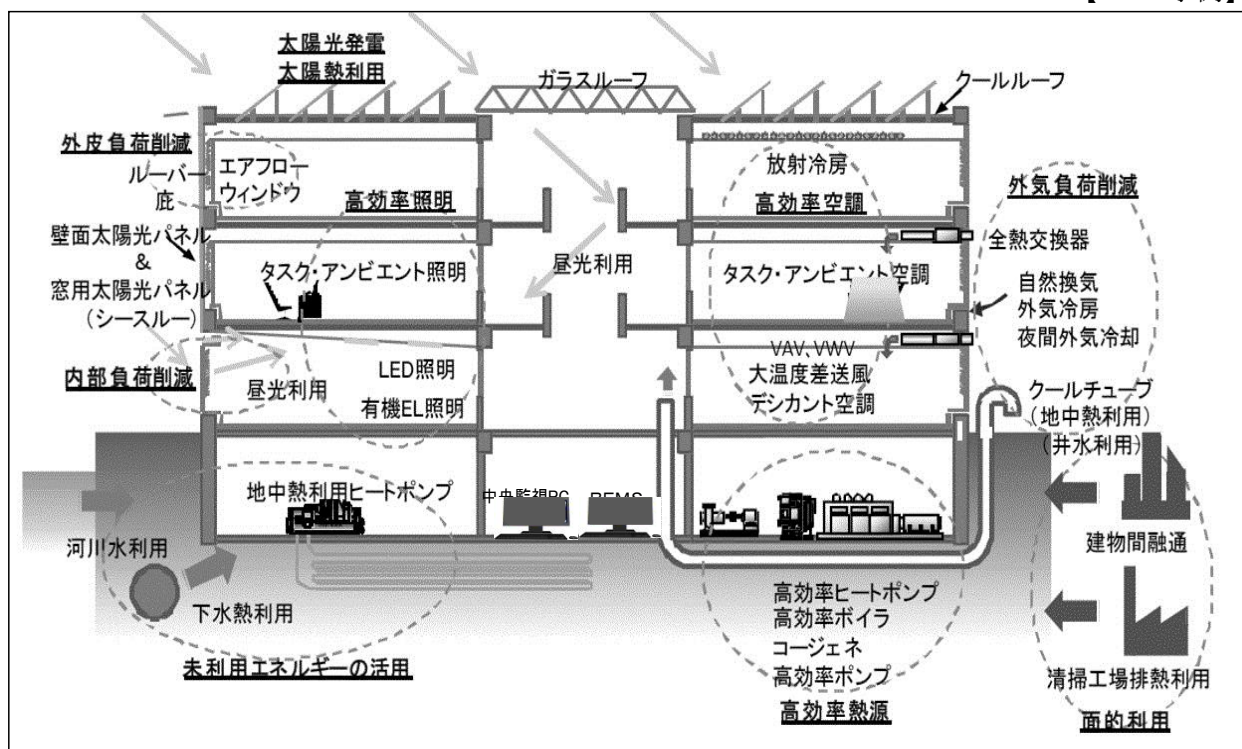 太陽光発電
太陽熱利用
ガラスルーフ
クールルーフ
外皮負荷削減
ルーバー
庇
エアフロー
ウィンドウ
高効率照明
放射冷房
高効率空調
外気負荷削減
壁面太陽光パネル
&
窓用太陽光パネル
(シースルー)
タスク・アンビエント照明
昼光利用
タスク・アンビエント空調
全熱交換器
自然換気
外気冷房
夜間外気冷却
内部負荷削減
昼光利用
LED照明
有機EL照明
VAV、VWV
大温度差送風
デシカント空調
クールチューブ
(地中熱利用)
(井水利用)
地中熱利用ヒートポンプ
中央監視PC
BEMS
河川水利用
下水熱利用
未利用エネルギーの活用
高効率ヒートポンプ
高効率ボイラ
コージェネ
高効率ポンプ
高効率熱源
建物間融通
清掃工場排熱利用
面的利用